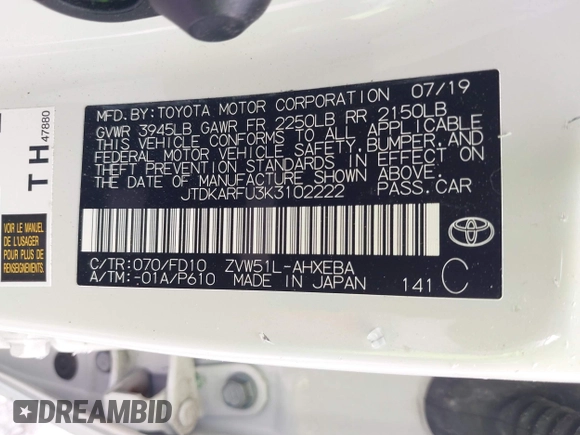 MFD.BY:TOYOTA MOTOR CORPORATION 07/19
GVWR 3945LB GAWR FR 2250LB RR 2150LB
THIS VEHICLE CONFORMS TO ALL APPLICABLE
FEDERAL MOTOR VEHICLE SAFETY,BUMPER,AND
THEFT PREVENTION STANDARDS IN EFFECT ON
THE DATE OF MANUFACTURE SHOWN ABOVE.
JTDKARFU3K3102222 PASS.CAR
C/TR:070/FD10 ZVW51L-AHXEBA
A/TM:-01A/P610 MADE IN JAPAN 141 C
TOYOTA
TH 47880
VOIR LE MANUEL
DE L'USAGER
POUR PLUS DE
RENSEIGNEMENTS
DREAMBID